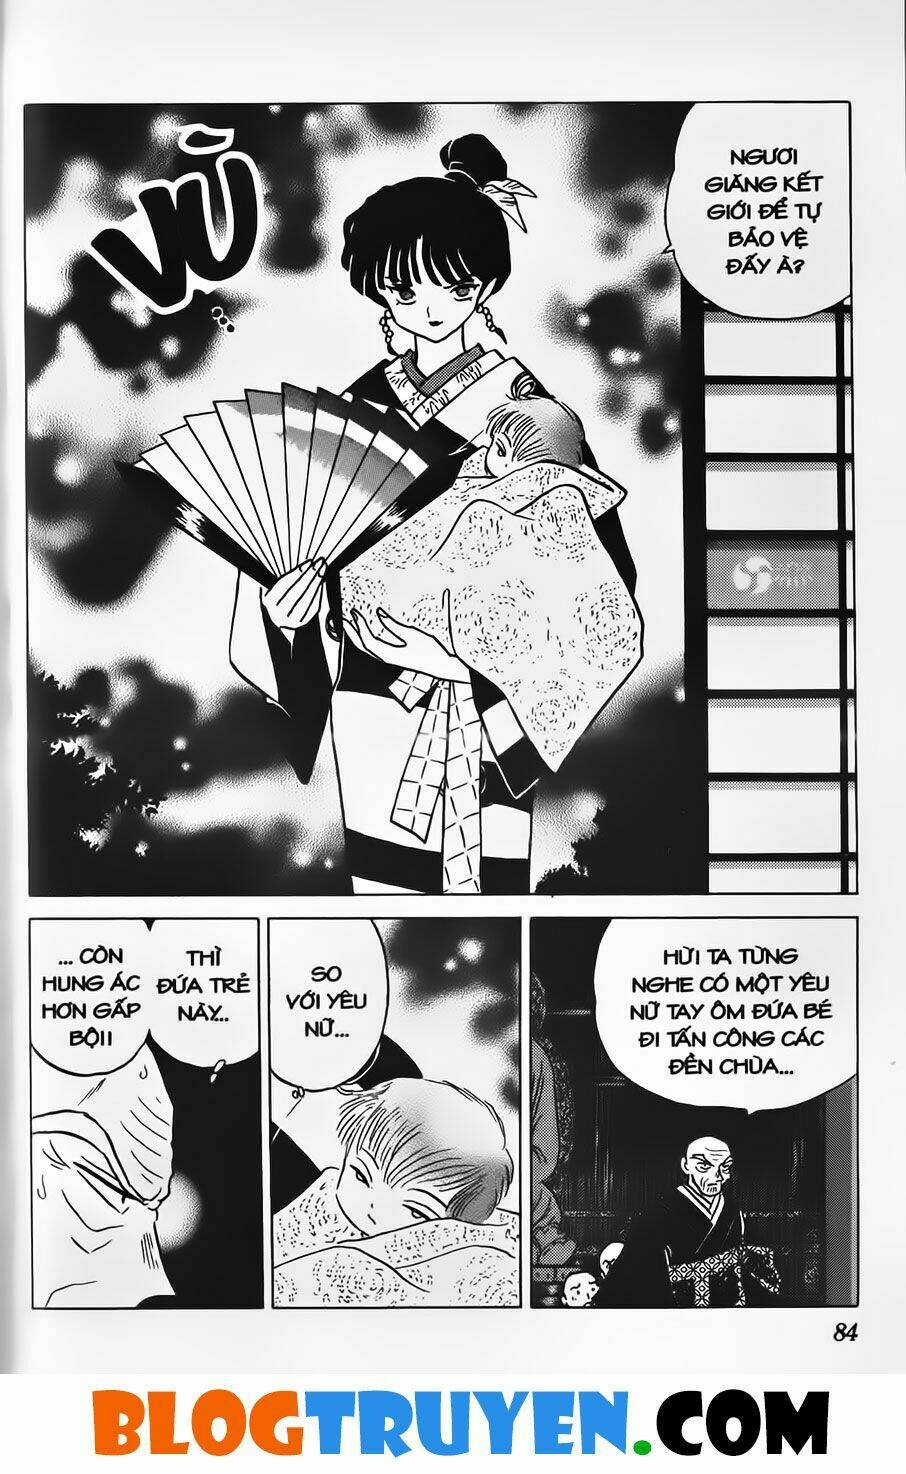 NGƯƠI
GIĂNG KẾT
GIỚI ĐỂ TỰ
BẢO VỆ
ĐẤY À?
VÙ
...
HỪ! TA TỪNG
NGHE CÓ MỘT YÊU
NỮ TAY ÔM ĐỨA BÉ
ĐI TẤN CÔNG CÁC
ĐỀN CHÙA...
SO
VỚI YÊU
NỮ...
THÌ
ĐỨA TRẺ
NÀY...
... CÒN
HUNG ÁC
HƠN GẤP
BỘI!
84
BLOGTRUYEN.COM